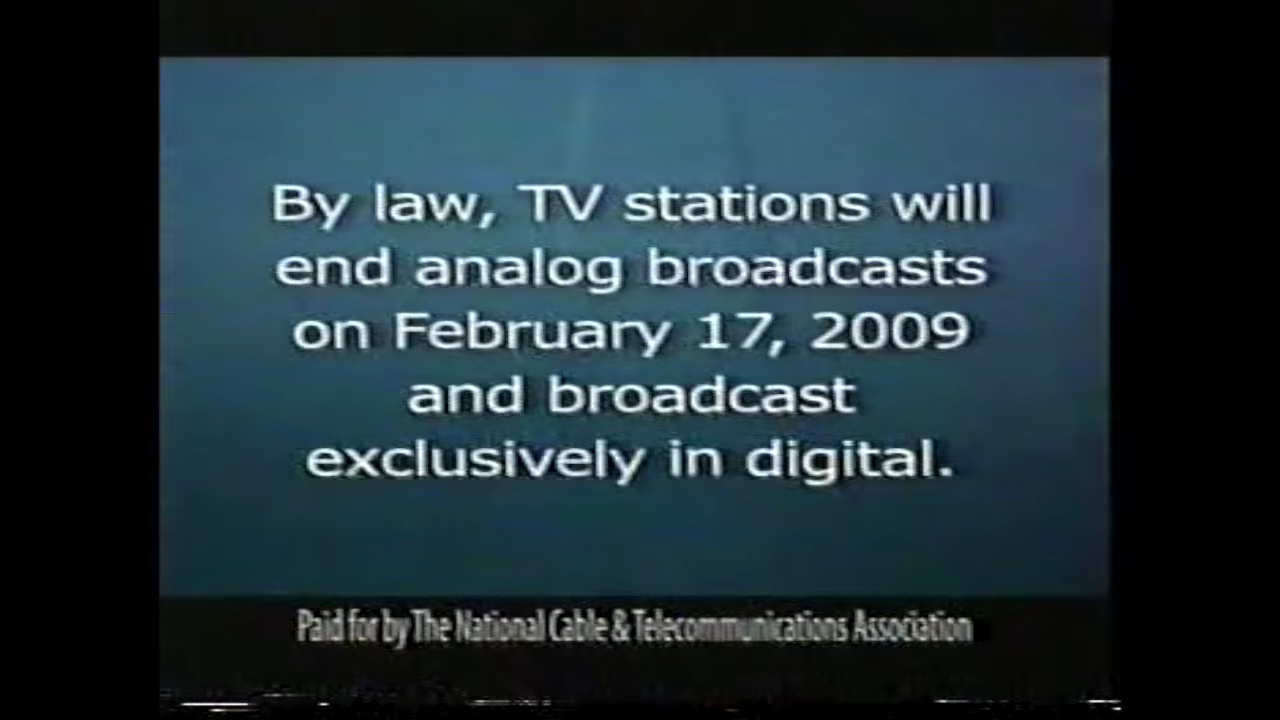 By law, TV stations will
end analog broadcasts
on February 17, 2009
and broadcast
exclusively in digital.
Paid for by The National Cable & Telecommunications Association